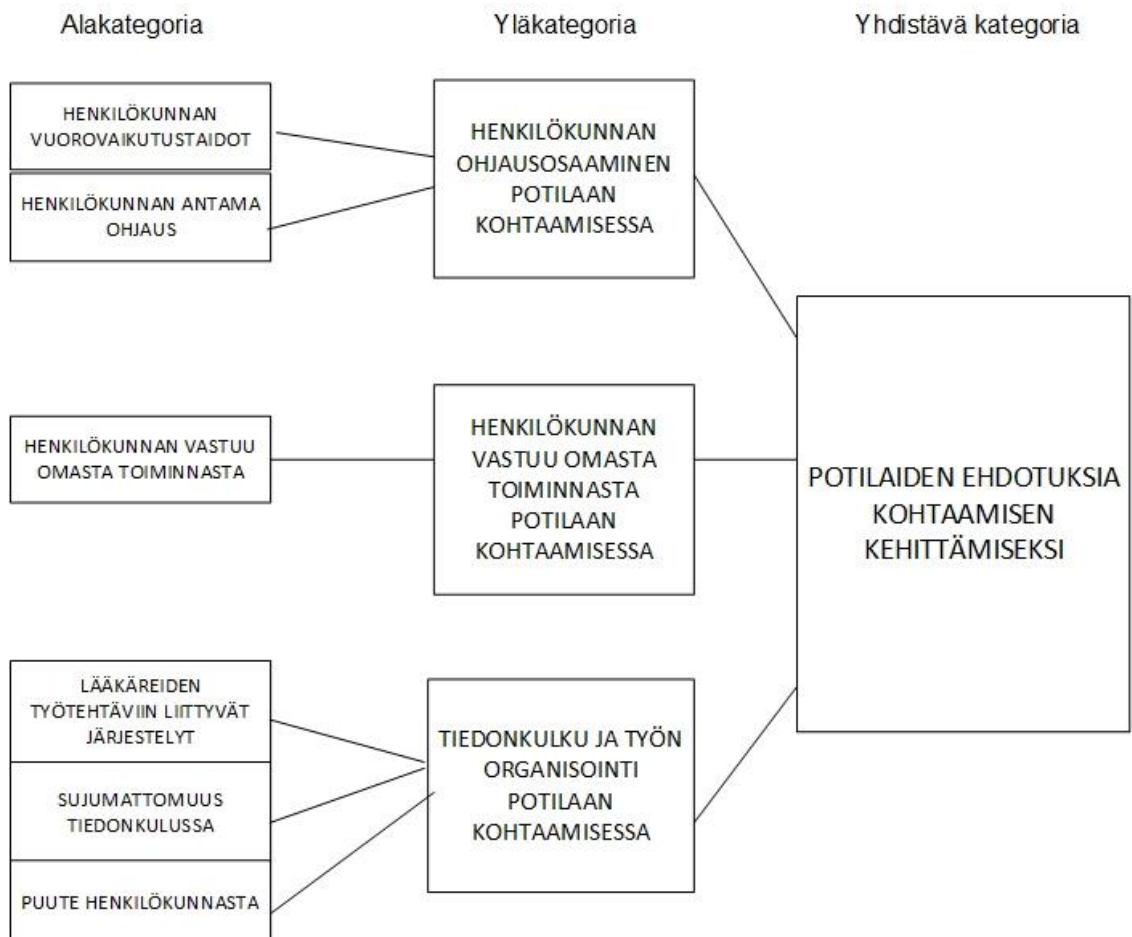 Alakategoria
Yläkategoria
Yhdistävä kategoria
HENKILÖKUNNAN
VUOROVAIKUTUSTAIDOT
HENKILÖKUNNAN ANTAMA
OHJAUS
HENKILÖKUNNAN
OHJAUSOSAAMINEN
POTILAAN
KOHTAAMISESSA
HENKILÖKUNNAN VASTUU
OMASTA TOIMINNASTA
HENKILÖKUNNAN
VASTUU OMASTA
TOIMINNASTA
POTILAAN
KOHTAAMISESSA
POTILAIDEN EHDOTUKSIA
KOHTAAMISEN
KEHITTÄMISEKSI
LÄÄKÄREIDEN
TYÖTEHTÄVIIN LIITTYVÄT
JÄRJESTELYT
SUJUMATTOMUUS
TIEDONKULUSSA
PUUTE HENKILÖKUNNASTA
TIEDONKULKU JA TYÖN
ORGANISOINTI
POTILAAN
KOHTAAMISESSA